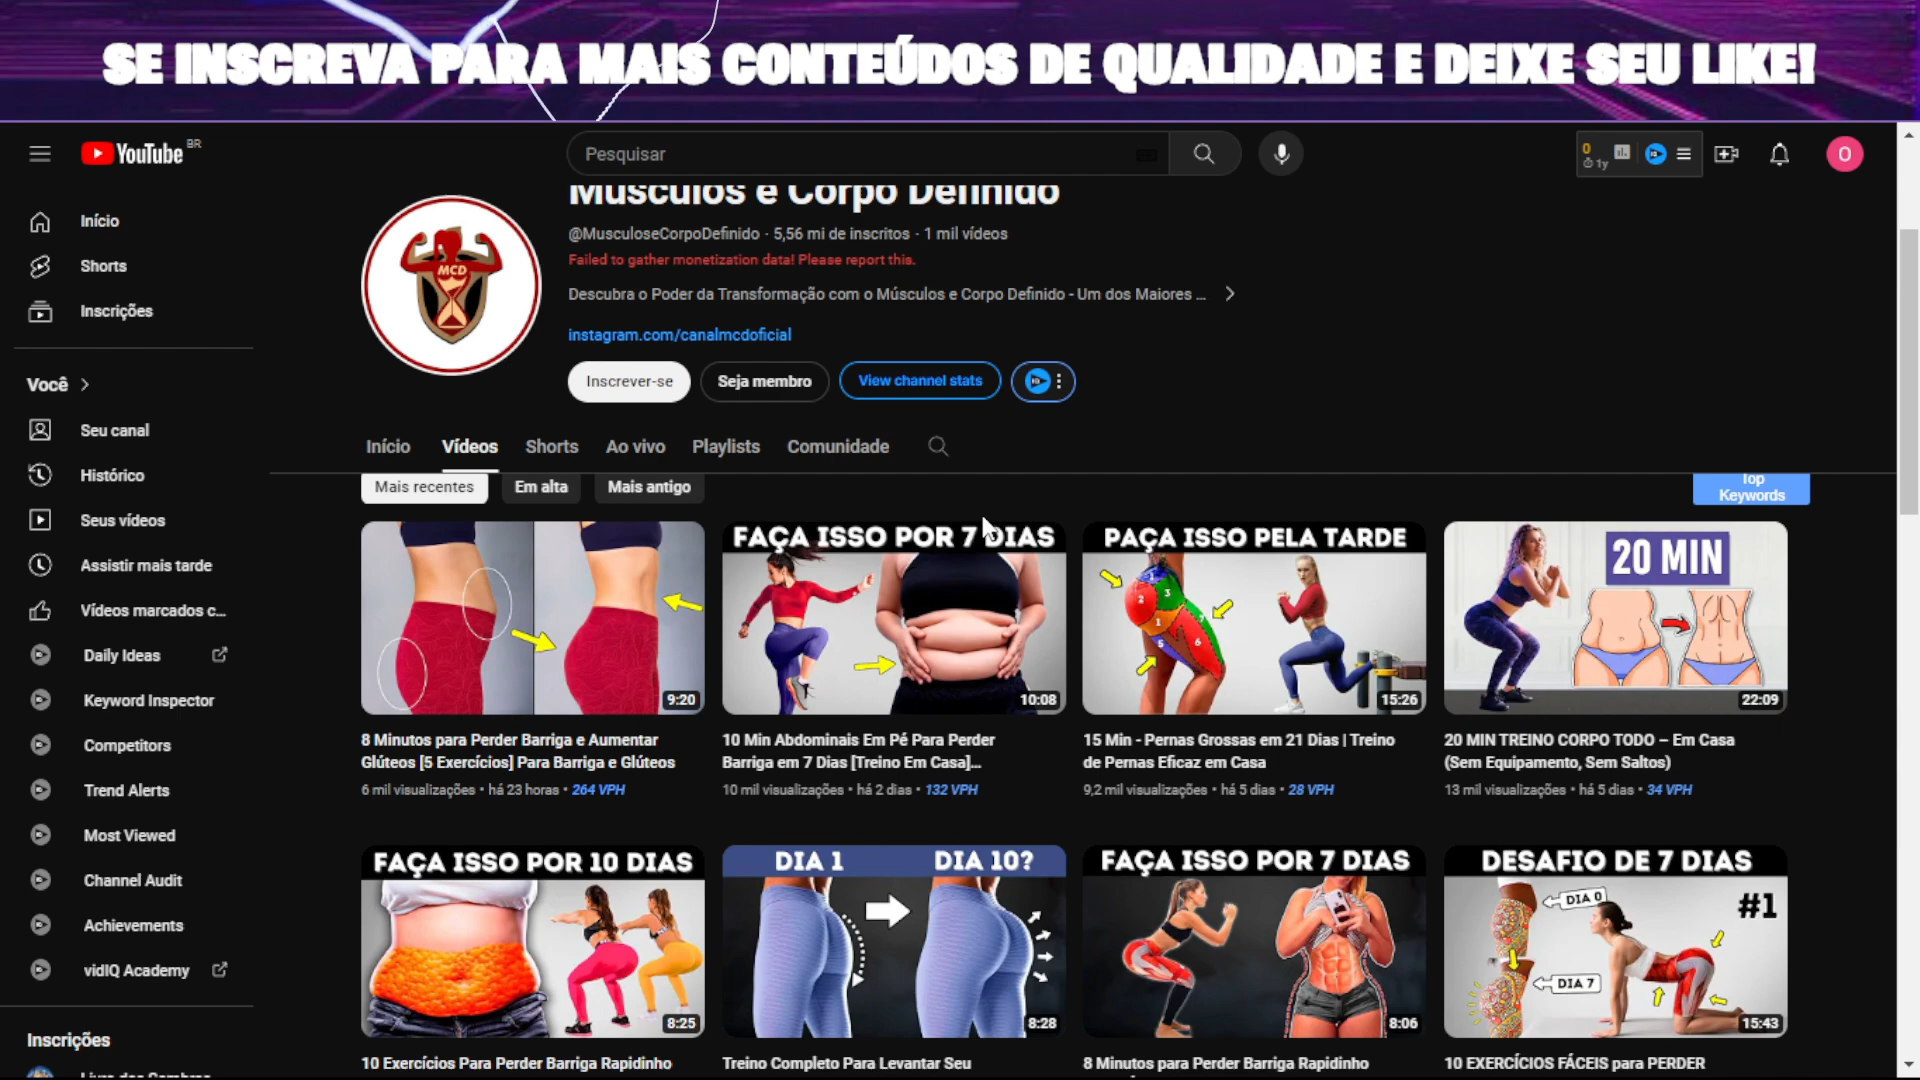 SE INSCREVA PARA MAIS CONTEÚDOS DE QUALIDADE E DEIXE SEU LIKE!
YouTube BR
Pesquisar
0
1y
O
Músculos e Corpo Definido
@MusculoseCorpoDefinido · 5,56 mi de inscritos · 1 mil vídeos
Failed to gather monetization data! Please report this.
Descubra o Poder da Transformação com o Músculos e Corpo Definido - Um dos Maiores ...
instagram.com/canalmcdoficial
MCD
Inscrever-se
Seja membro
View channel stats
Início
Shorts
Inscrições
Você
Seu canal
Histórico
Seus vídeos
Assistir mais tarde
Vídeos marcados c...
Daily Ideas
Keyword Inspector
Competitors
Trend Alerts
Most Viewed
Channel Audit
Achievements
vidIQ Academy
Inscrições
Início
Vídeos
Shorts
Ao vivo
Playlists
Comunidade
Mais recentes
Em alta
Mais antigo
Top
Keywords
9:20
8 Minutos para Perder Barriga e Aumentar
Glúteos [5 Exercícios] Para Barriga e Glúteos
6 mil visualizações • há 23 horas • 264 VPH
FAÇA ISSO POR 7 DIAS
10:08
10 Min Abdominais Em Pé Para Perder
Barriga em 7 Dias [Treino Em Casa]...
10 mil visualizações • há 2 dias • 132 VPH
PAÇA ISSO PELA TARDE
2
3
1
5
6
15:26
15 Min - Pernas Grossas em 21 Dias | Treino
de Pernas Eficaz em Casa
9,2 mil visualizações • há 5 dias • 28 VPH
20 MIN
22:09
20 MIN TREINO CORPO TODO – Em Casa
(Sem Equipamento, Sem Saltos)
13 mil visualizações • há 5 dias • 34 VPH
FAÇA ISSO POR 10 DIAS
8:25
10 Exercícios Para Perder Barriga Rapidinho
DIA 1
DIA 10?
8:28
Treino Completo Para Levantar Seu
FAÇA ISSO POR 7 DIAS
8:06
8 Minutos para Perder Barriga Rapidinho
DESAFIO DE 7 DIAS
DIA 0
#1
DIA 7
15:43
10 EXERCÍCIOS FÁCEIS para PERDER